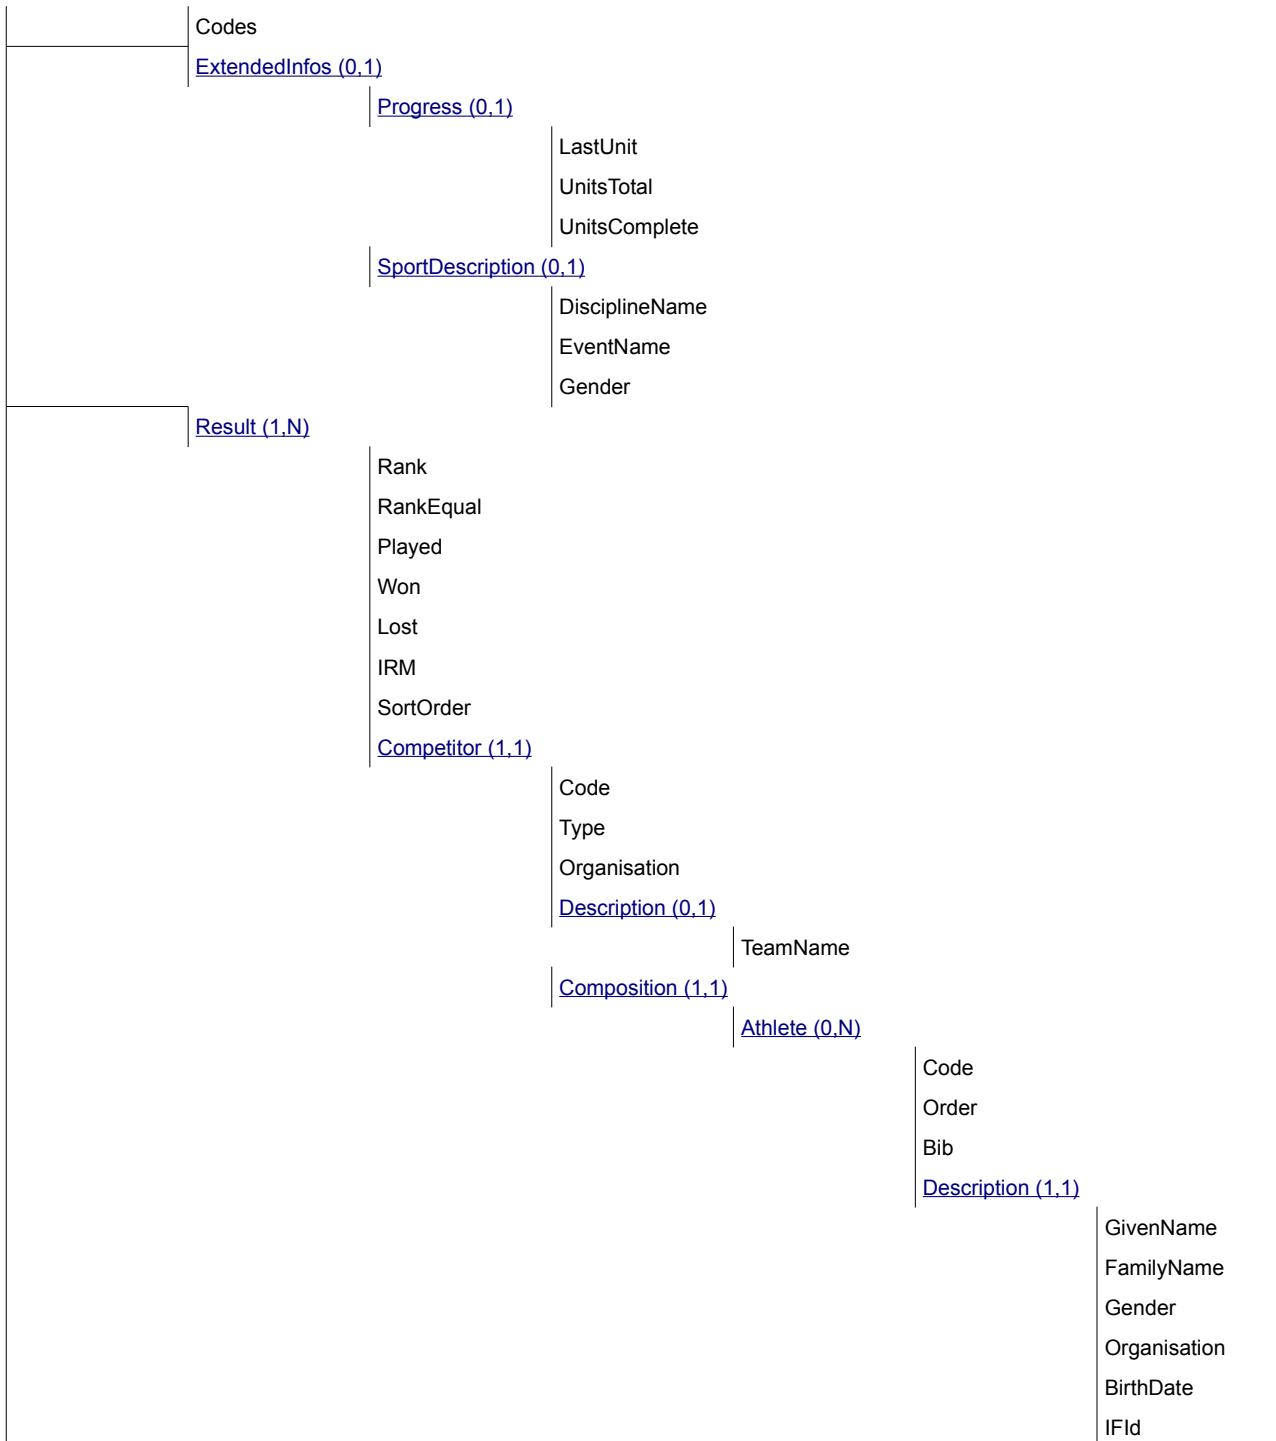 Codes
ExtendedInfos (0,1)
Progress (0,1)
LastUnit
UnitsTotal
UnitsComplete
SportDescription (0,1)
DisciplineName
EventName
Gender
Result (1,N)
Rank
RankEqual
Played
Won
Lost
IRM
SortOrder
Competitor (1,1)
Code
Type
Organisation
Description (0,1)
TeamName
Composition (1,1)
Athlete (0,N)
Code
Order
Bib
Description (1,1)
GivenName
FamilyName
Gender
Organisation
BirthDate
IFId